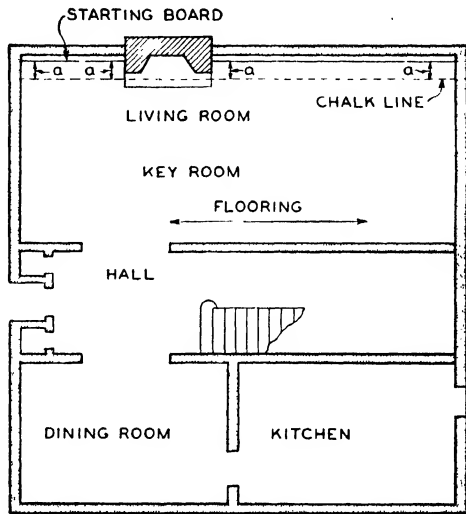 STARTING BOARD
a a a a
CHALK LINE
LIVING ROOM
KEY ROOM
FLOORING
HALL
DINING ROOM KITCHEN